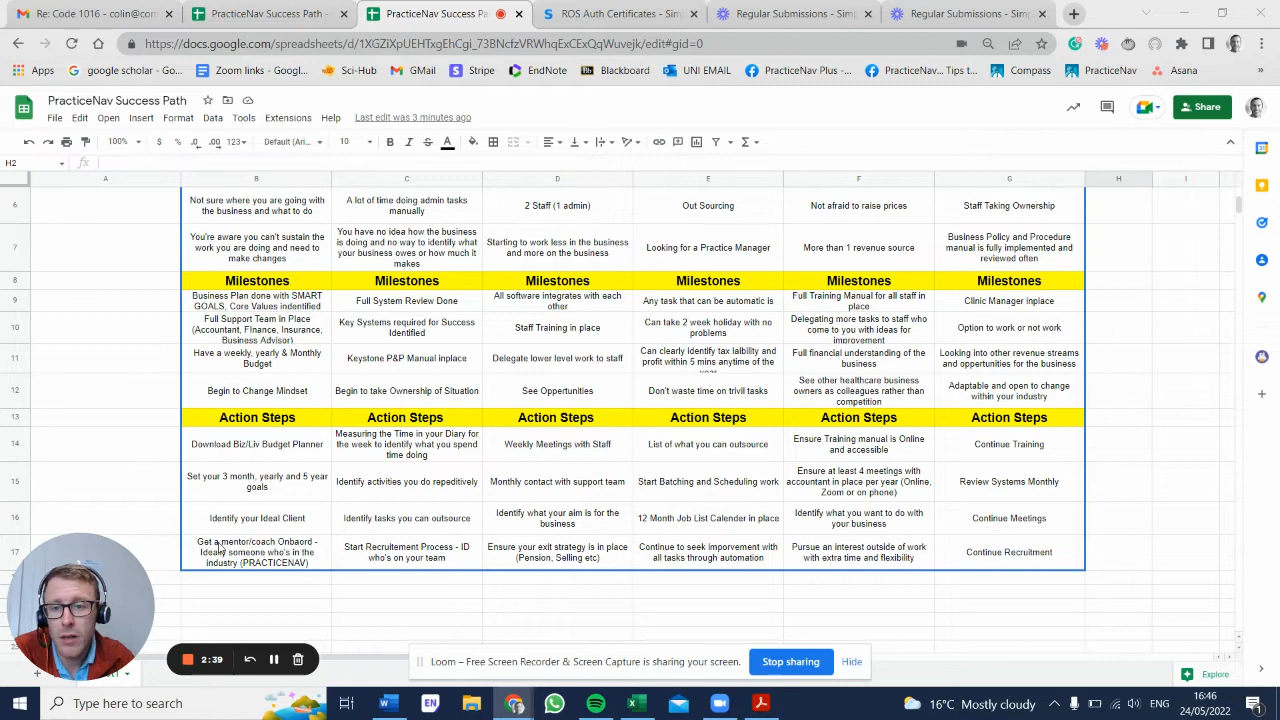 Re: Code 1016 - colin@com
PracticeNav Success Path -
PracticeNav Success Pa
ROS Auth Certificates - Sim
Regular Submissions - Simp
Regular Submissions - Simp
https://docs.google.com/spreadsheets/d/1XG7IXpUEHTxgEhCgi_73BNcfzVRWhqExCExQqWuvejk/edit#gid=0
Apps
google scholar - Go...
Zoom links - Googl...
Sci-Hub
GMail
Stripe
EndNote
Blackboard
UNI EMAIL
PracticeNav Plus -...
PracticeNav.. Tips t...
Compass
PracticeNav
Asana
»
PracticeNav Success Path
File Edit View Insert Format Data Tools Extensions Help Last edit was 3 minutes ago
Share
100% $ % .0 .00 123 Default (Ari... 10 B I S A
H2 fx
A B C D E F G H I
6
Not sure where you are going with
the business and what to do
A lot of time doing admin tasks
manually
2 Staff (1 admin)
Out Sourcing
Not afraid to raise prices
Staff Taking Ownership
7
You're aware you can't sustain the
work you are doing and need to
make changes
You have no idea how the business
is doing and no way to identify what
your business owes or how much it
makes
Starting to work less in the business
and more on the business
Looking for a Practice Manager
More than 1 revenue source
Business Policy and Procedure
manual is fully implemented and
reviewed often
8 Milestones Milestones Milestones Milestones Milestones Milestones
9
Business Plan done with SMART
GOALS, Core Values indentified
Full System Review Done
All software integrates with each
other
Any task that can be automatic is
Full Training Manual for all staff in
place
Clinic Manager inplace
10
Full Support Team in Place
(Accountant, FInance, Insurance,
Business Advisor)
Key Systems required for Success
Identified
Staff Training in place
Can take 2 week holiday with no
problems
Delegating more tasks to staff who
come to you with ideas for
improvement
Option to work or not work
11
Have a weekly, yearly & Monthly
Budget
Keystone P&P Manual inplace
Delegate lower level work to staff
Can clearly identify tax laibility and
profit within 5 mins anytime of the
year
Full financial understanding of the
business
Looking into other revenue streams
and oppertunities for the business
12
Begin to Change Mindset
Begin to take Ownership of Situation
See Oppertunities
Don't waste time on trivil tasks
See other healthcare business
owners as colleagues rather than
competition
Adaptable and open to change
within your industry
13 Action Steps Action Steps Action Steps Action Steps Action Steps Action Steps
14
Download Biz/Liv Budget Planner
Measuring the Time in your Diary for
the week to identify what you spend
time doing
Weekly Meetings with Staff
List of what you can outsource
Ensure Training manual is Online
and accessible
Continue Training
15
Set your 3 month, yearly and 5 year
goals
Identify activities you do repeditively
Monthly contact with support team
Start Batching and Scheduling work
Ensure at least 4 meetings with
accountant in place per year (Online,
Zoom or on phone)
Review Systems Monthly
16
Identify your Ideal Client
Identify tasks you can outsource
Identify what your aim is for the
business
12 Month Job List Calender in place
Identify what you want to do with
your business
Continue Meetings
17
Get a mentor/coach Onbaord -
Ideally someone who's in the
industry (PRACTICENAV)
Start Recruitement Process - ID
who's on your team
Ensure your exit strategy is in place
(Pension, Selling etc)
Continue to seek imporvement with
all tasks through automation
Pursue an interest outside of work
with extra time and flexibility
Continue Recruitment
2:39
Loom – Free Screen Recorder & Screen Capture is sharing your screen.
Stop sharing
Hide
Explore
Type here to search
EN
16°C Mostly cloudy
ENG
16:46
24/05/2022